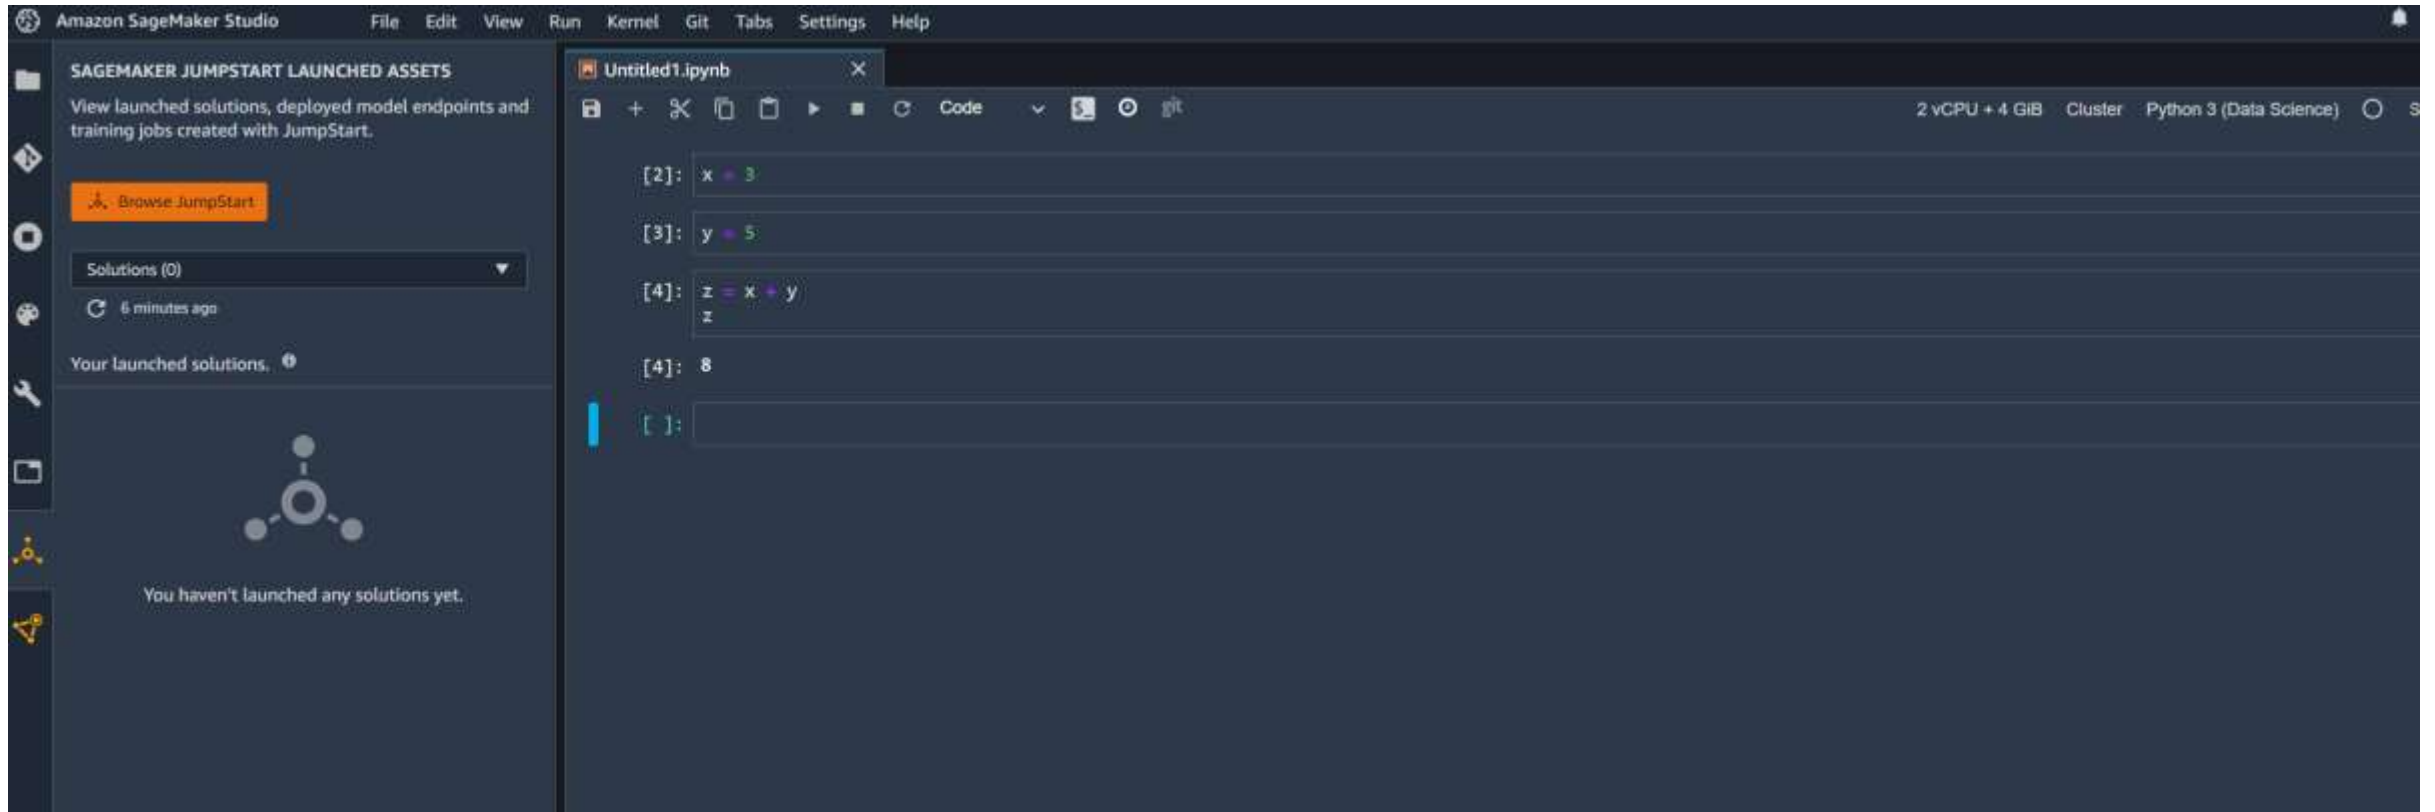 Amazon SageMaker Studio File Edit View Run Kernel Git Tabs Settings Help
SAGEMAKER JUMPSTART LAUNCHED ASSETS
View launched solutions, deployed model endpoints and
training jobs created with JumpStart.
Browse JumpStart
Solutions (0)
6 minutes ago
Your launched solutions.
You haven't launched any solutions yet.
Untitled1.ipynb
Code
git
2 vCPU + 4 GiB Cluster Python 3 (Data Science) S
[2]: x = 3
[3]: y = 5
[4]: z = x + y
z
[4]: 8
[ ]: